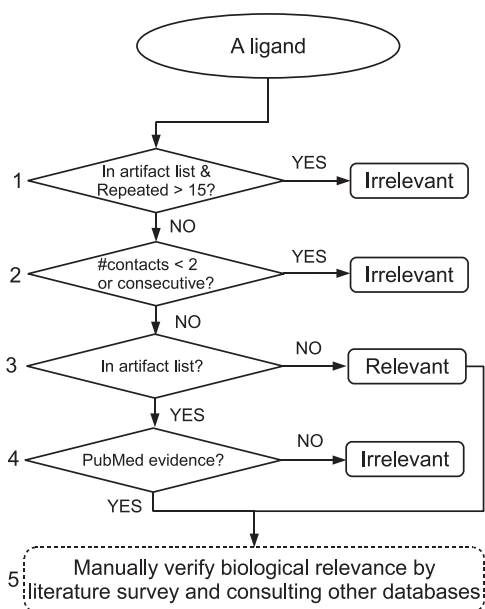 A ligand
1
In artifact list &
Repeated > 15?
YES
Irrelevant
NO
2
#contacts < 2
or consecutive?
YES
Irrelevant
NO
3
In artifact list?
NO
Relevant
YES
4
PubMed evidence?
NO
Irrelevant
YES
5
Manually verify biological relevance by
literature survey and consulting other databases